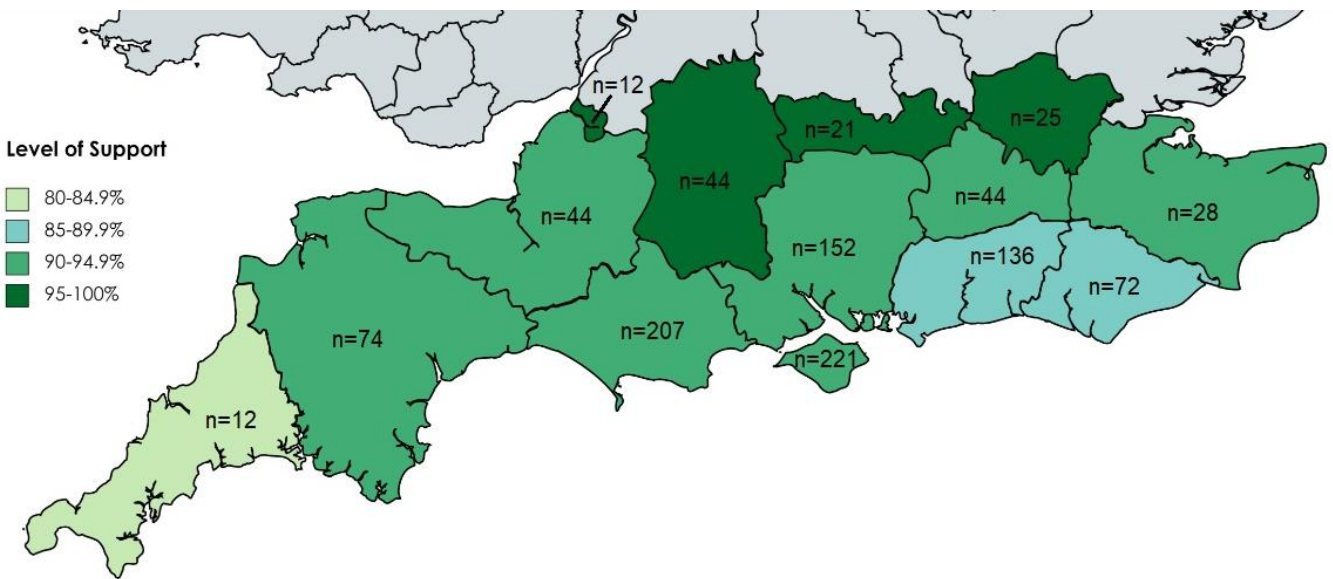 Level of Support
80-84.9%
85-89.9%
90-94.9%
95-100%
n=12
n=21
n=25
n=44
n=44
n=44
n=28
n=152
n=136
n=72
n=74
n=207
n=221
n=12